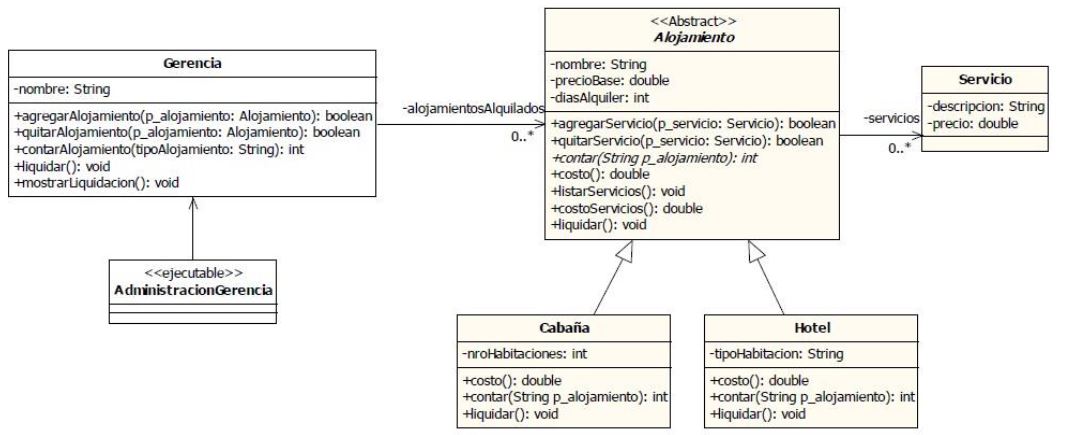 Gerencia
-nombre: String
+agregarAlojamiento(p_alojamiento: Alojamiento): boolean
+quitarAlojamiento(p_alojamiento: Alojamiento): boolean
+contarAlojamiento(tipoAlojamiento: String): int
+liquidar(): void
+mostrarLiquidacion(): void
<<ejecutable>>
AdministracionGerencia
-alojamientosAlquilados
0..*
<<Abstract>>
Alojamiento
-nombre: String
-precioBase: double
-diasAlquiler: int
+agregarServicio(p_servicio: Servicio): boolean
+quitarServicio(p_servicio: Servicio): boolean
+contar(String p_alojamiento): int
+costo(): double
+listarServicios(): void
+costoServicios(): double
+liquidar(): void
-servicios
0..*
Servicio
-descripcion: String
-precio: double
Cabaña
-nroHabitaciones: int
+costo(): double
+contar(String p_alojamiento): int
+liquidar(): void
Hotel
-tipoHabitacion: String
+costo(): double
+contar(String p_alojamiento): int
+liquidar(): void